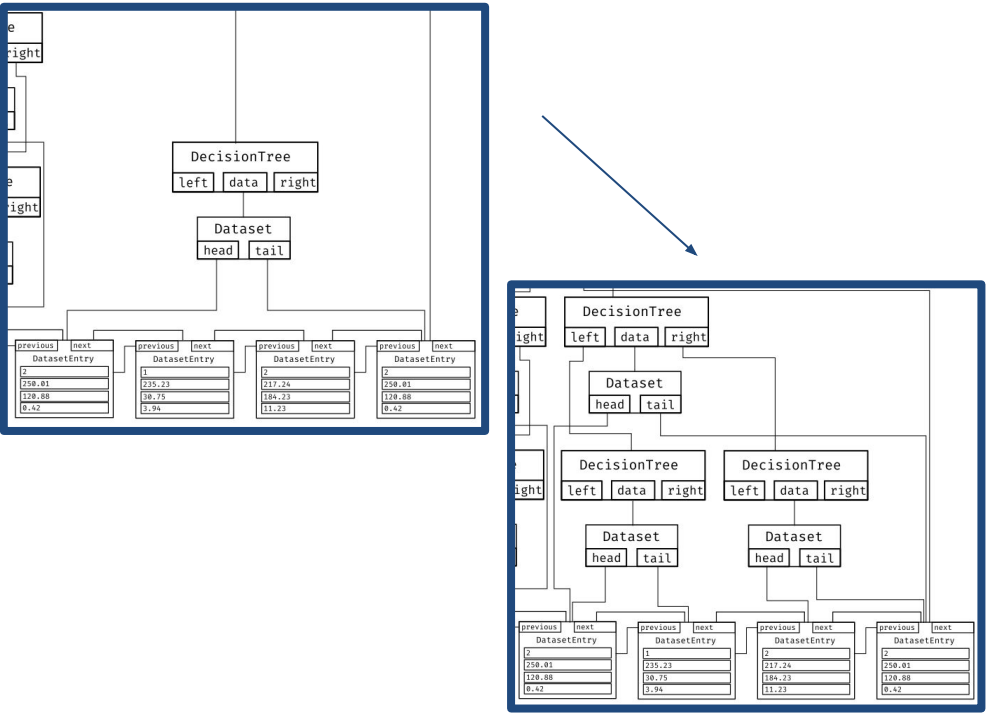 e
right
DecisionTree
left data right
e
right
Dataset
head tail
previous next previous next previous next previous next
DatasetEntry DatasetEntry DatasetEntry DatasetEntry
2 1 2 2
250.01 235.23 217.24 250.01
120.88 30.75 184.23 120.88
0.42 3.94 11.23 0.42
e DecisionTree
ight left data right
Dataset
head tail
e DecisionTree DecisionTree
ight left data right left data right
Dataset Dataset
head tail head tail
previous next previous next previous next previous next
DatasetEntry DatasetEntry DatasetEntry DatasetEntry
2 1 2 2
250.01 235.23 217.24 250.01
120.88 30.75 184.23 120.88
0.42 3.94 11.23 0.42